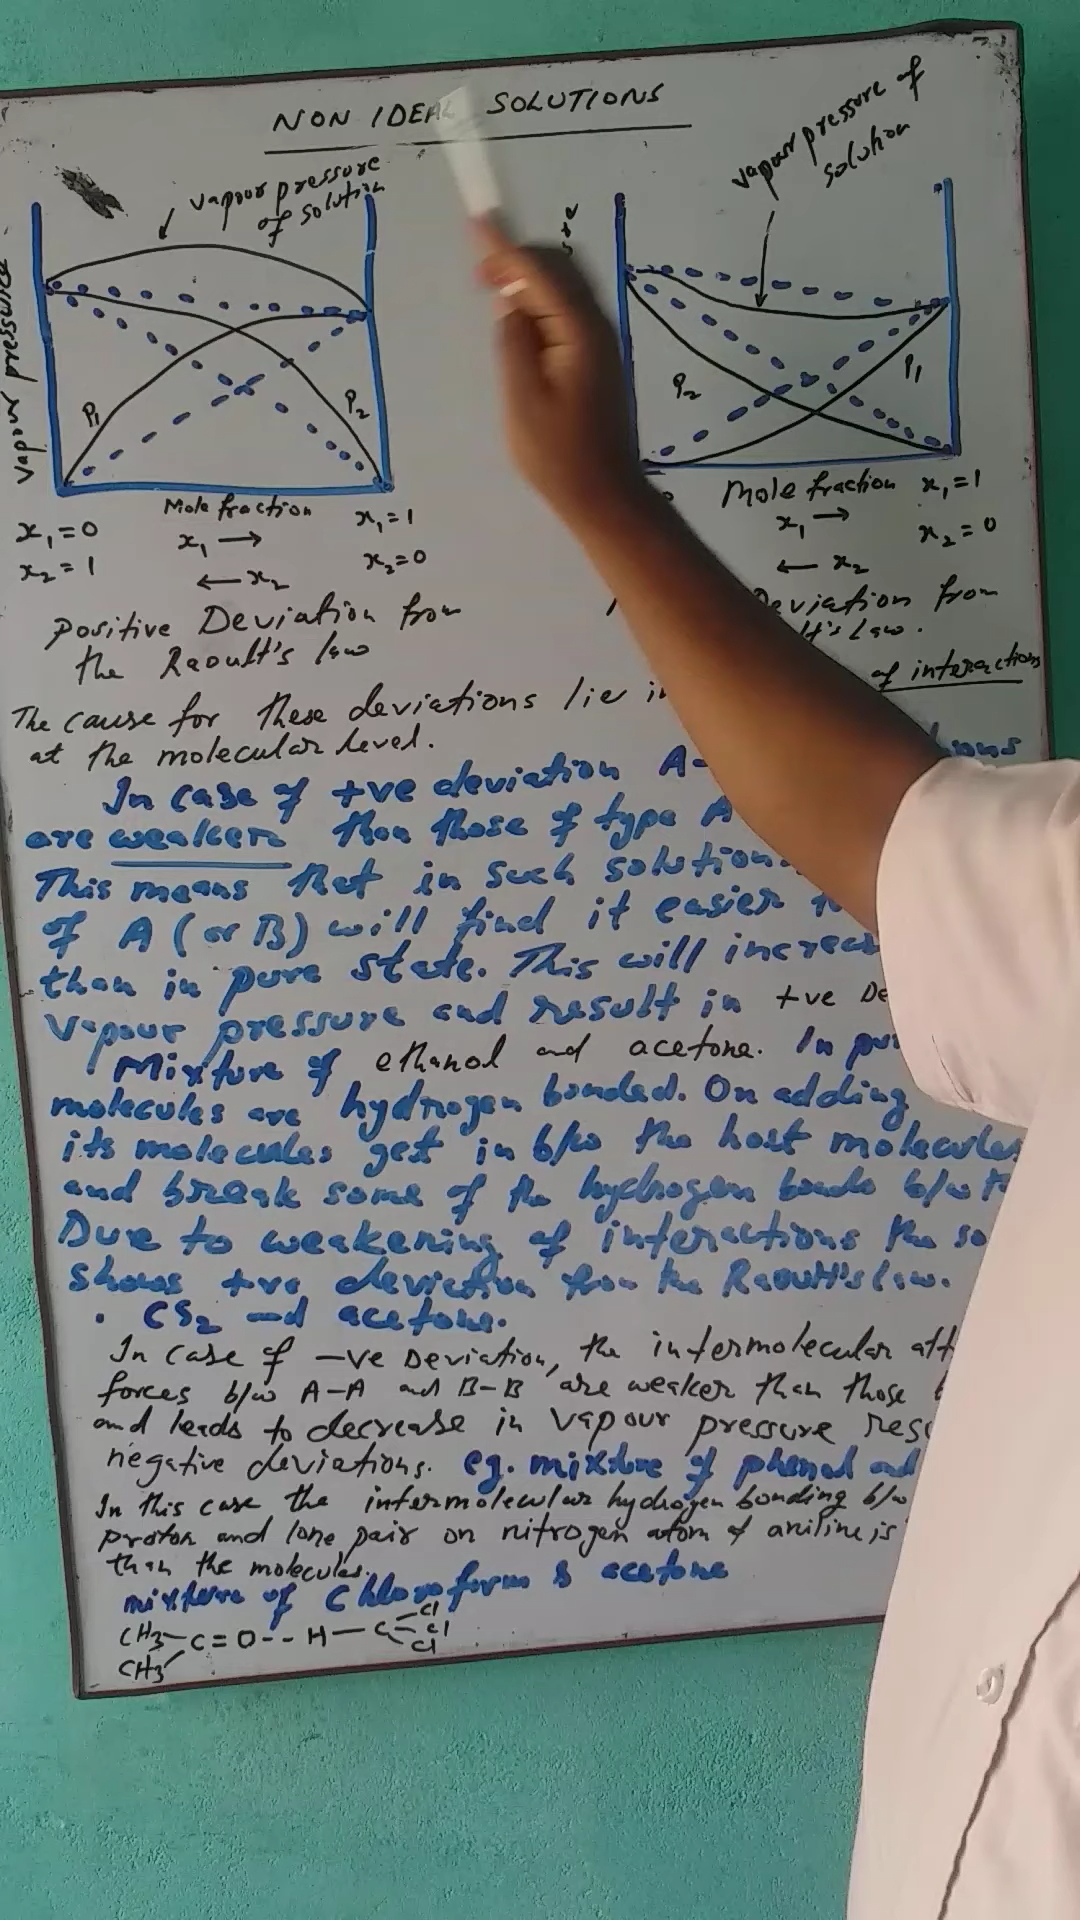 NON IDEAL SOLUTIONS
vapour pressure
of solution
vapour pressure
P1
P2
Mole fraction
x1 = 0
x2 = 1
x1 →
← x2
x1 = 1
x2 = 0
Positive Deviation from
the Raoult's law
vapour pressure of
solution
P2
P1
Mole fraction
x1 →
← x2
x1 = 1
x2 = 0
Deviation from
law.
The cause for these deviations lie in of interactions
at the molecular level.
In case of +ve deviation A-
are weaker than those of type A
This means that in such solution
of A (or B) will find it easier
than in pure state. This will
vapour pressure and result in +ve De
Mixture of ethanol and acetone. In
molecules are hydrogen bonded. On adding
its molecules get in b/w the host molecules
and break some of the hydrogen bonds b/w
Due to weakening of interactions the
shows +ve deviation from the Raoult's law.
. CS2 and acetone.
In case of -ve Deviation, the intermolecular
forces b/w A-A and B-B are weaker than those
and leads to decrease in vapour pressure
negative deviations. eg. mixture of phenol and
In this case the intermolecular hydrogen bonding b/w
proton and lone pair on nitrogen atom of aniline is
than the molecules.
mixture of Chloroform & acetone
CH3-C=O--H-C-Cl
CH3
Cl
Cl